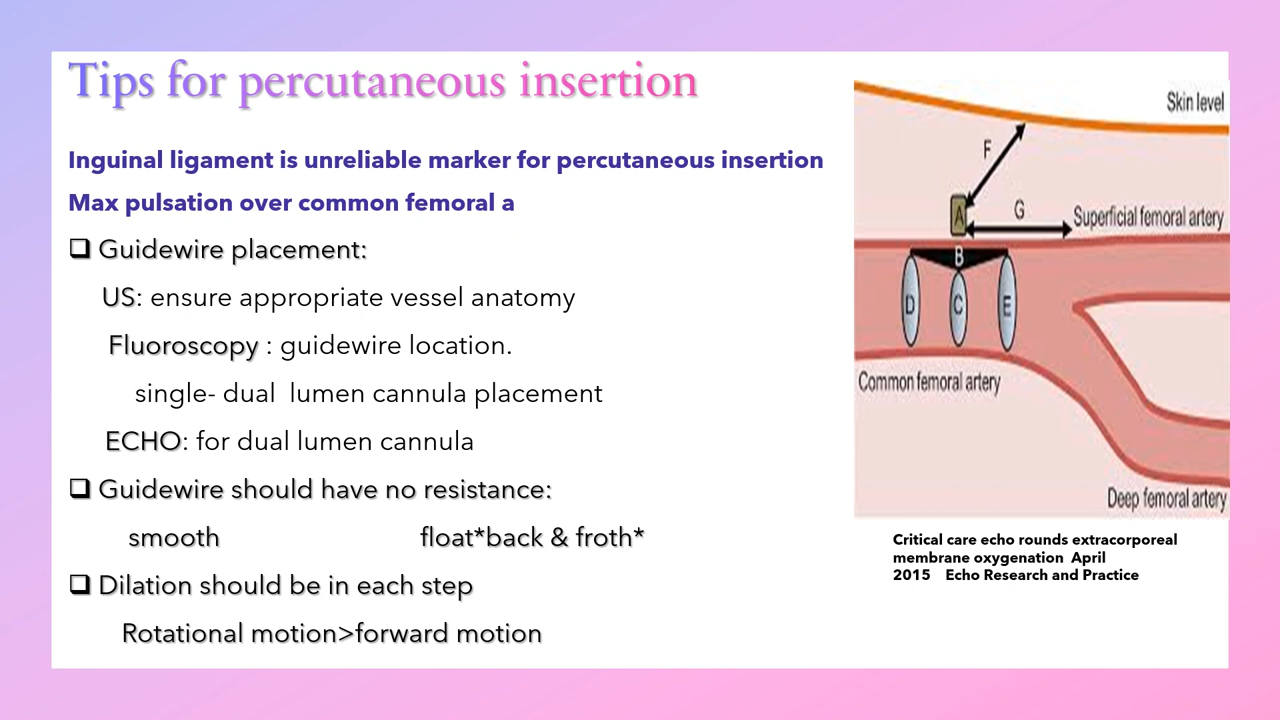 Tips for percutaneous insertion
Inguinal ligament is unreliable marker for percutaneous insertion
Max pulsation over common femoral a
❑ Guidewire placement:
US: ensure appropriate vessel anatomy
Fluoroscopy : guidewire location.
single- dual lumen cannula placement
ECHO: for dual lumen cannula
❑ Guidewire should have no resistance:
smooth float*back & froth*
❑ Dilation should be in each step
Rotational motion>forward motion
Skin level
F
A
G
Superficial femoral artery
B
D
C
E
Common femoral artery
Deep femoral artery
Critical care echo rounds extracorporeal
membrane oxygenation April
2015 Echo Research and Practice